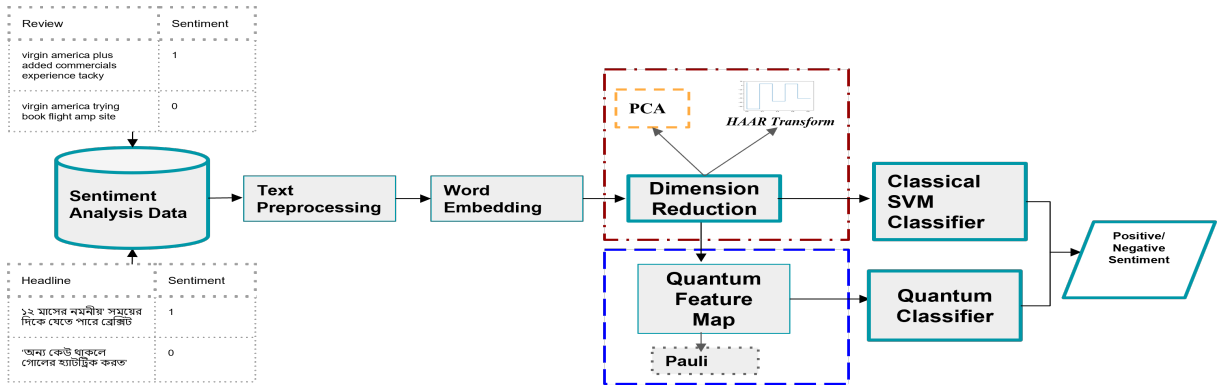 Review Sentiment
virgin america plus 1
added commercials
experience tacky
virgin america trying 0
book flight amp site
Sentiment
Analysis Data
Headline Sentiment
১২ মাসের নমনীয় সময়ের 1
দিকে যেতে পারে ব্রেক্সিট
'অন্য কেউ থাকলে 0
গোলের হ্যাটট্রিক করত'
Text
Preprocessing
Word
Embedding
PCA
HAAR Transform
Dimension
Reduction
Quantum
Feature
Map
Pauli
Classical
SVM
Classifier
Quantum
Classifier
Positive/
Negative
Sentiment